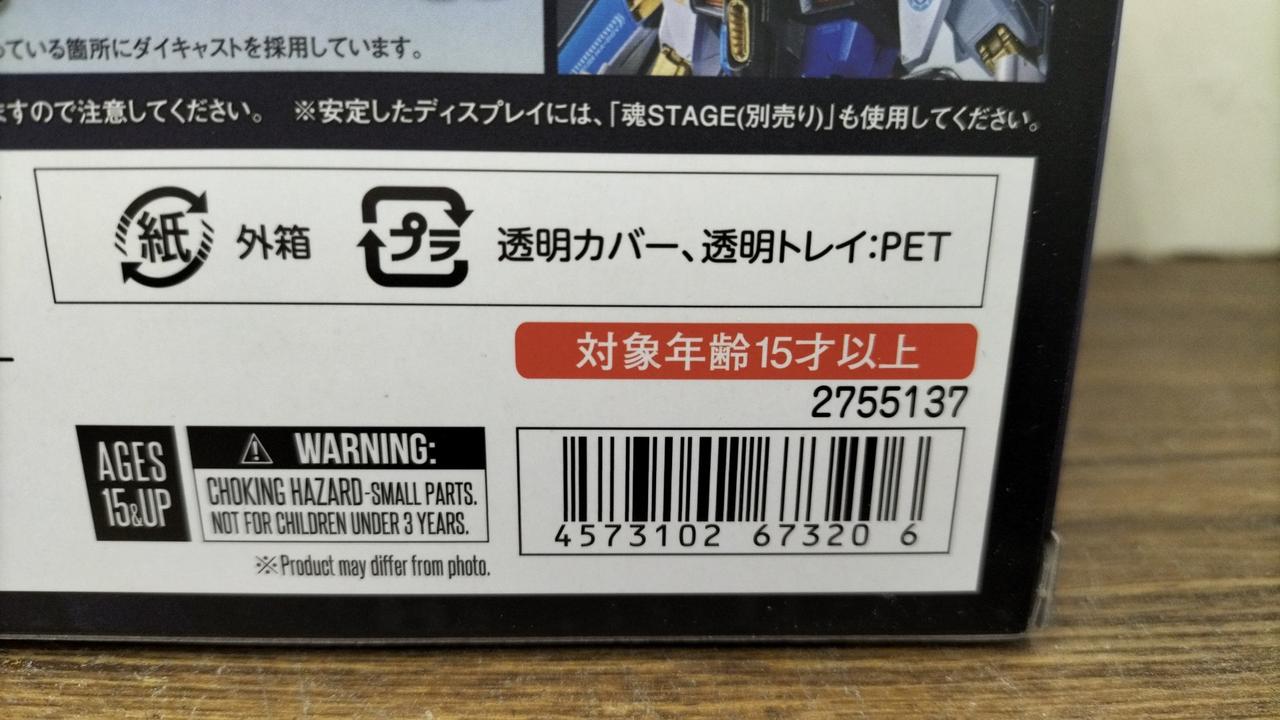 っている箇所にダイキャストを採用しています。
ますので注意してください。 ※安定したディスプレイには、「魂STAGE(別売り)」も使用してください。
紙 外箱 プラ 透明カバー、透明トレイ:PET
対象年齢15才以上
2755137
AGES
15&UP
⚠ WARNING:
CHOKING HAZARD-SMALL PARTS.
NOT FOR CHILDREN UNDER 3 YEARS.
※Product may differ from photo.
4573102 67320 6